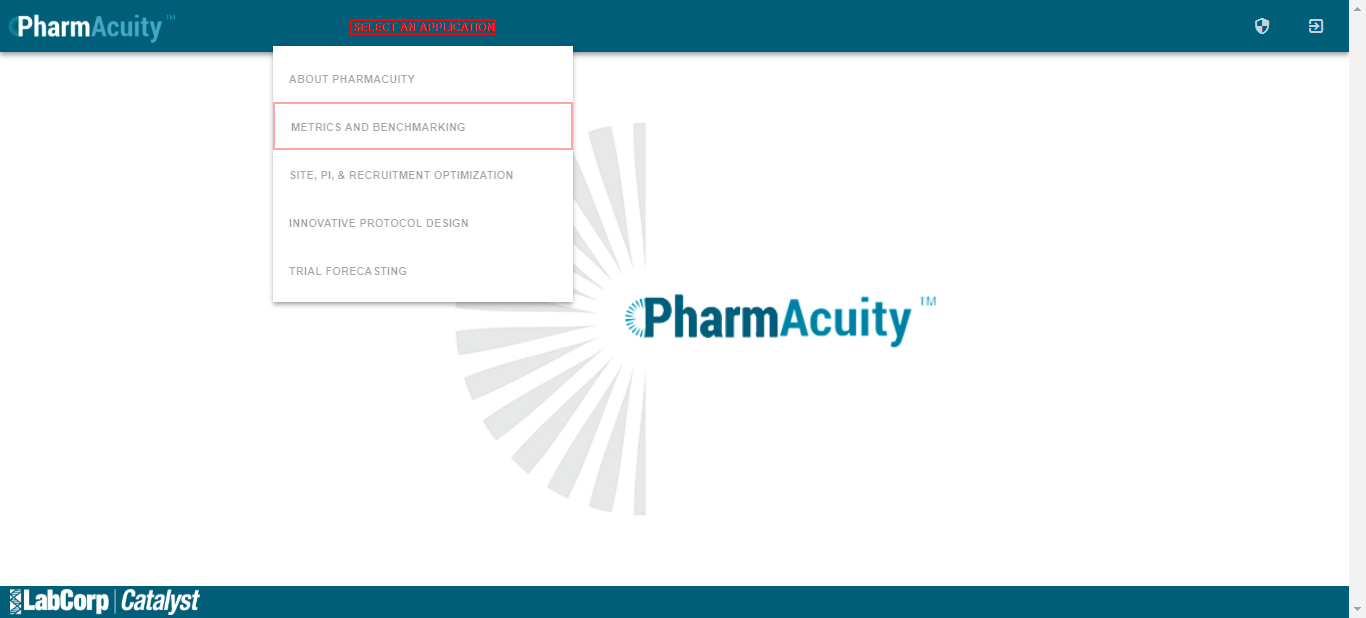 PharmAcuity™
SELECT AN APPLICATION
ABOUT PHARMACUITY
METRICS AND BENCHMARKING
SITE, PI, & RECRUITMENT OPTIMIZATION
INNOVATIVE PROTOCOL DESIGN
TRIAL FORECASTING
PharmAcuity™
LabCorp | Catalyst